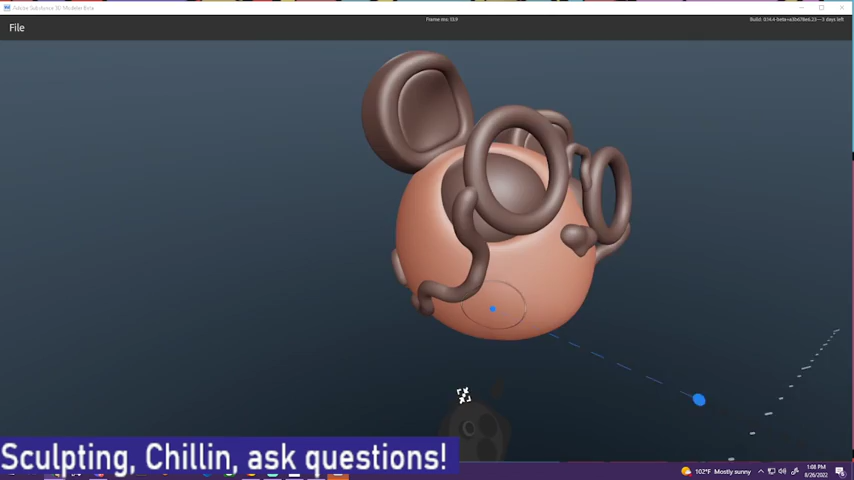 Adobe Substance 3D Modeler Beta
File
Sculpting, Chillin, ask questions!
102°F Mostly sunny
1:08 PM
8/26/2022